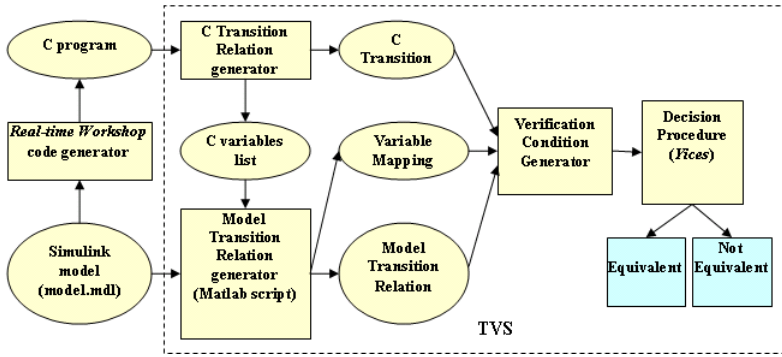 C program
C Transition
Relation
generator
C
Transition
Real-time Workshop
code generator
C variables
list
Variable
Mapping
Verification
Condition
Generator
Decision
Procedure
(Yices)
Simulink
model
(model.mdl)
Model
Transition
Relation
generator
(Matlab script)
Model
Transition
Relation
Equivalent
Not
Equivalent
TVS